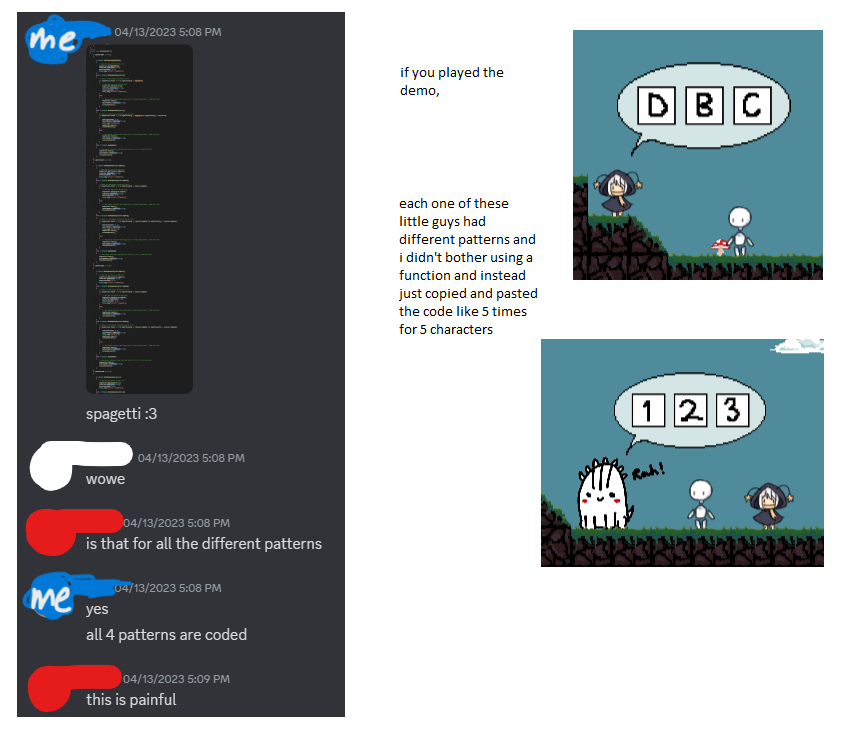 me
04/13/2023 5:08 PM
spagetti :3
04/13/2023 5:08 PM
wowe
04/13/2023 5:08 PM
is that for all the different patterns
me
04/13/2023 5:08 PM
yes
all 4 patterns are coded
04/13/2023 5:09 PM
this is painful
if you played the
demo,
each one of these
little guys had
different patterns and
i didn't bother using a
function and instead
just copied and pasted
the code like 5 times
for 5 characters
D B C
1 2 3
Rah!